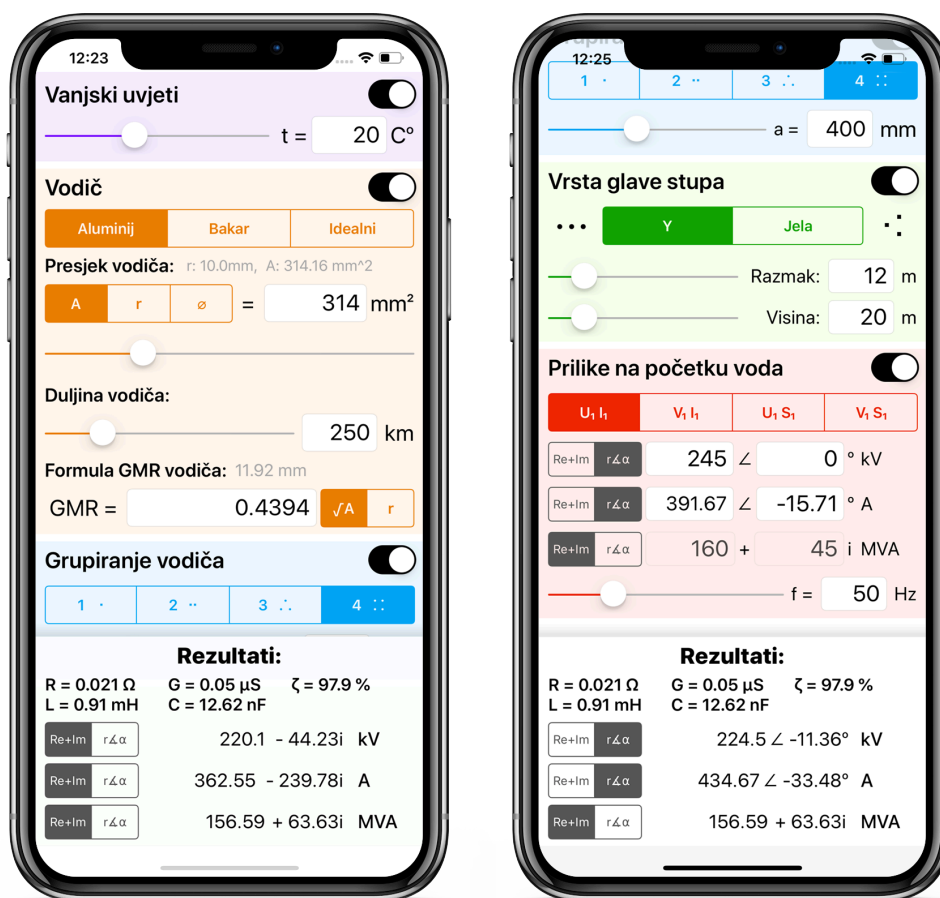 12:23
Vanjski uvjeti
t = 20 C°
Vodič
Aluminij Bakar Idealni
Presjek vodiča: r: 10.0mm, A: 314.16 mm^2
A r ⌀ = 314 mm²
Duljina vodiča:
250 km
Formula GMR vodiča: 11.92 mm
GMR = 0.4394 √A r
Grupiranje vodiča
1 · 2 ·· 3 ∴ 4 ∷
Rezultati:
R = 0.021 Ω G = 0.05 μS ζ = 97.9 %
L = 0.91 mH C = 12.62 nF
Re+Im r∡α 220.1 - 44.23i kV
Re+Im r∡α 362.55 - 239.78i A
Re+Im r∡α 156.59 + 63.63i MVA
12:25
1 · 2 ·· 3 ∴ 4 ∷
a = 400 mm
Vrsta glave stupa
Y Jela
Razmak: 12 m
Visina: 20 m
Prilike na početku voda
U₁ I₁ V₁ I₁ U₁ S₁ V₁ S₁
Re+Im r∡α 245 ∠ 0 ° kV
Re+Im r∡α 391.67 ∠ -15.71 ° A
Re+Im r∡α 160 + 45 i MVA
f = 50 Hz
Rezultati:
R = 0.021 Ω G = 0.05 μS ζ = 97.9 %
L = 0.91 mH C = 12.62 nF
Re+Im r∡α 224.5 ∠ -11.36° kV
Re+Im r∡α 434.67 ∠ -33.48° A
Re+Im r∡α 156.59 + 63.63i MVA